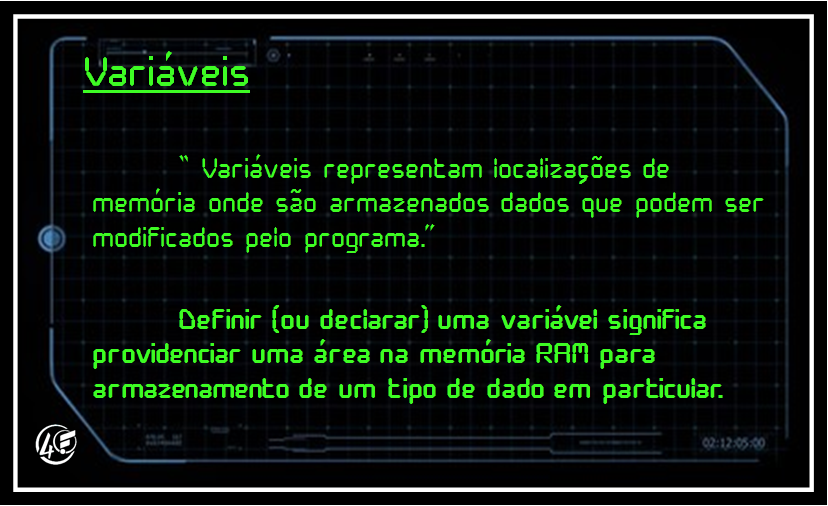 Variáveis
“ Variáveis representam localizações de
memória onde são armazenados dados que podem ser
modificados pelo programa.”
Definir (ou declarar) uma variável significa
providenciar uma área na memória RAM para
armazenamento de um tipo de dado em particular.
02:12:05:00